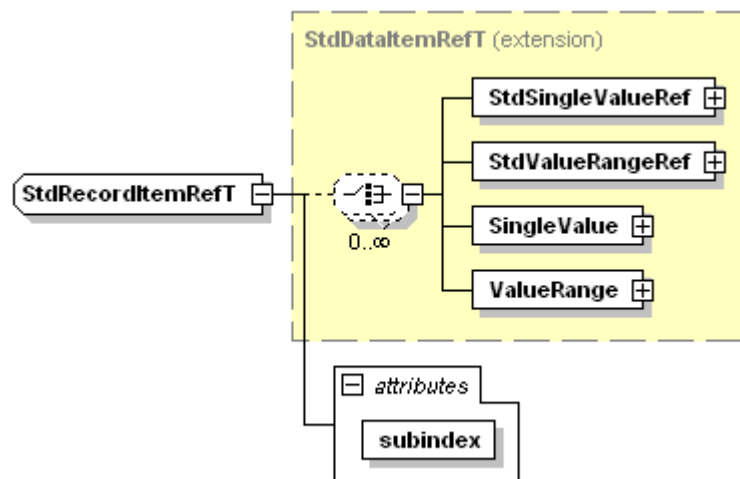 StdDataItemRefT (extension)
StdSingleValueRef
StdValueRangeRef
StdRecordItemRefT
SingleValue
0..∞
ValueRange
attributes
subindex